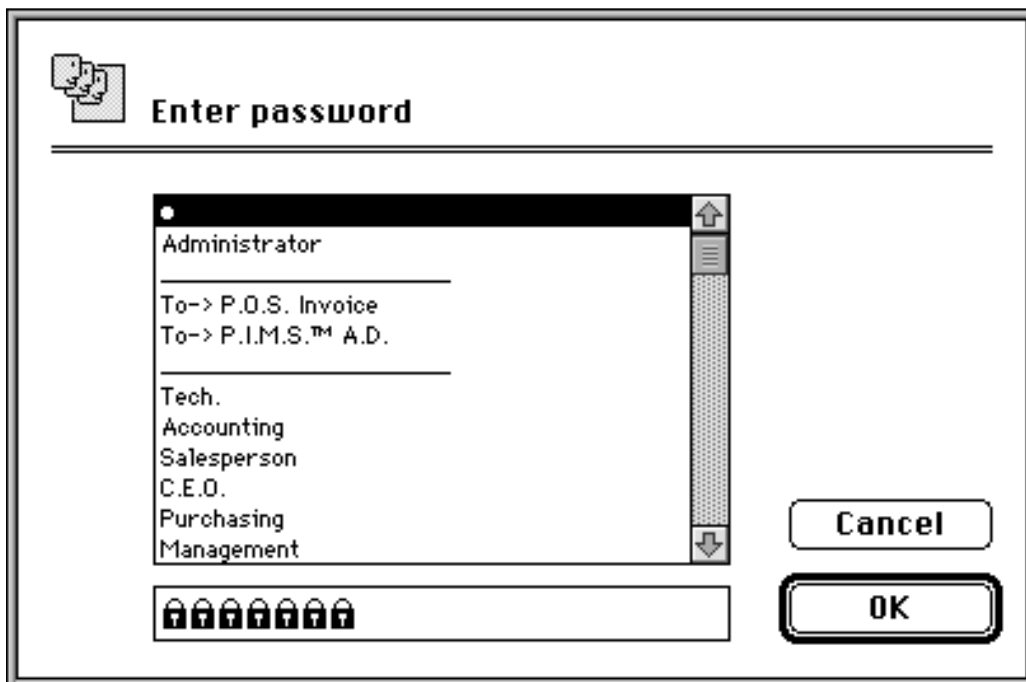 Enter password
•
Administrator
To-> P.O.S. Invoice
To-> P.I.M.S.™ A.D.
Tech.
Accounting
Salesperson
C.E.O.
Purchasing
Management
Cancel
OK